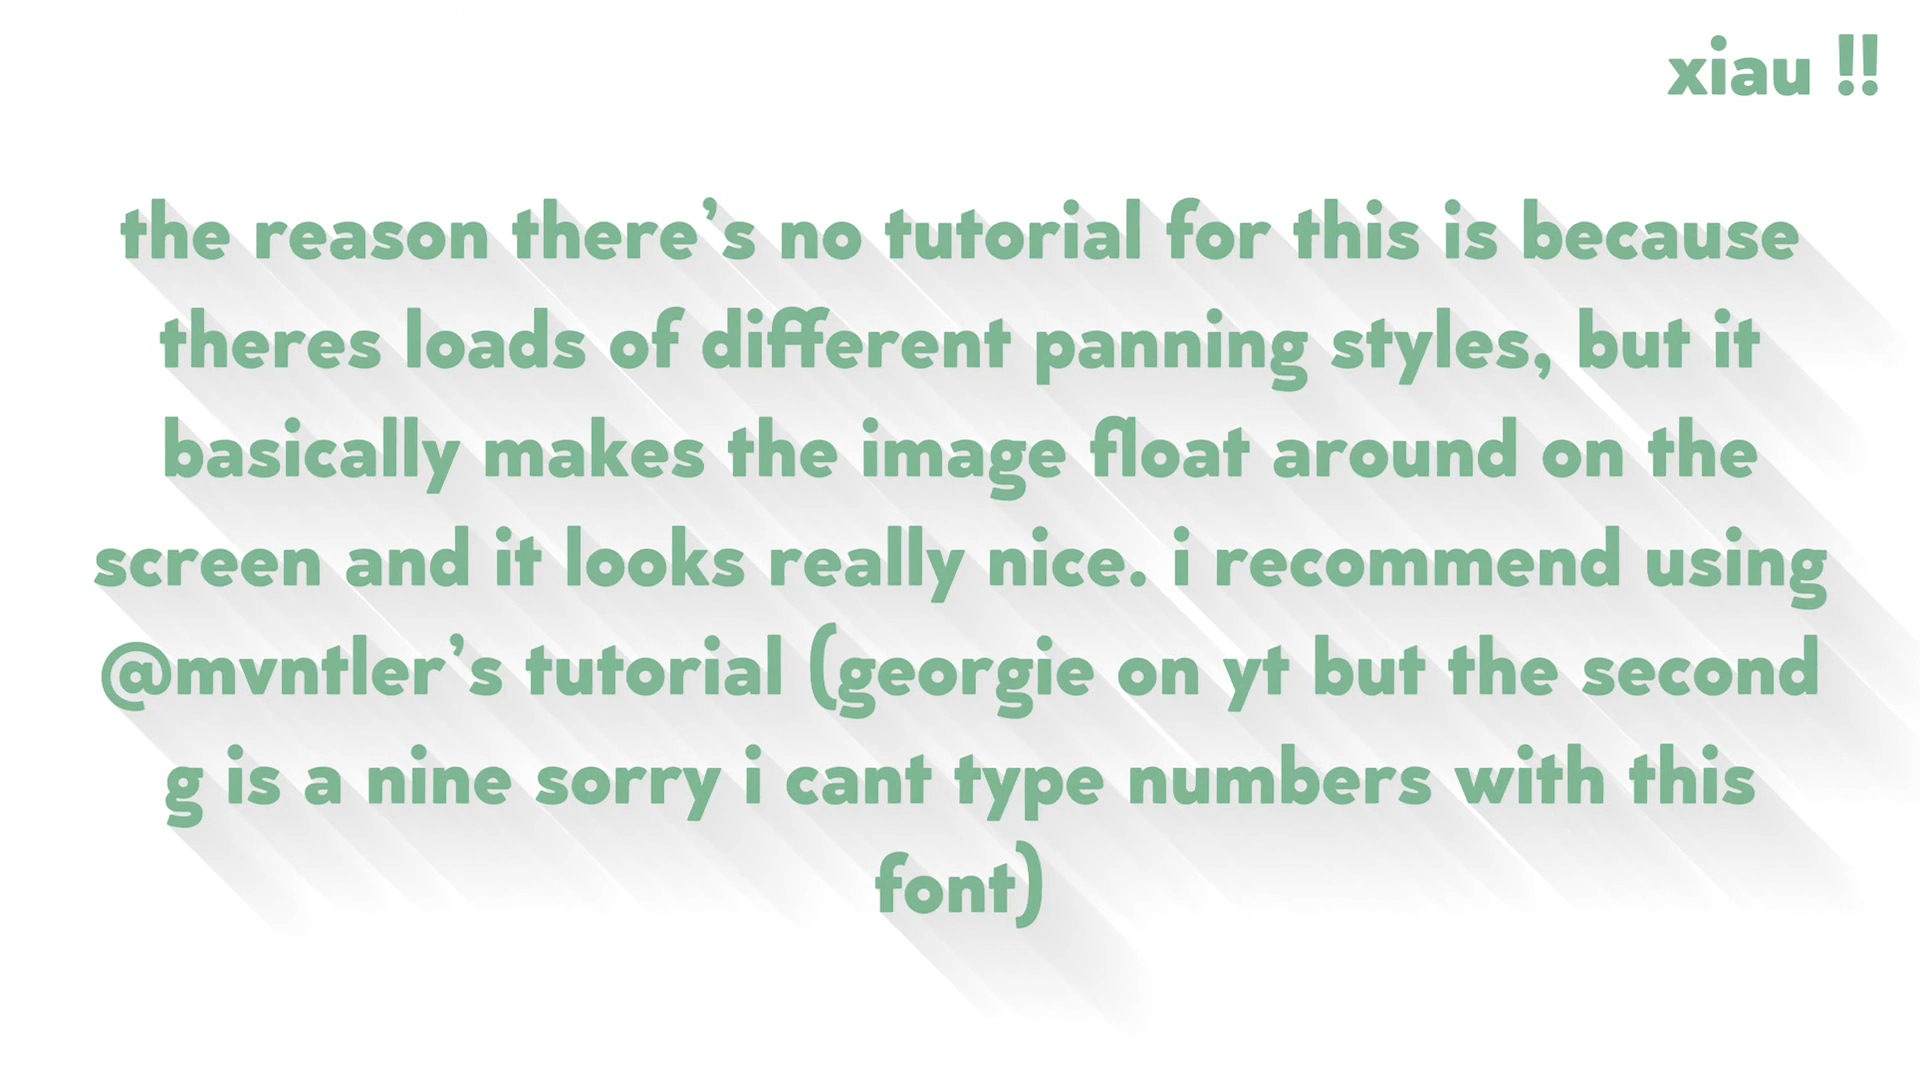 xiau !!
the reason there’s no tutorial for this is because
theres loads of different panning styles, but it
basically makes the image float around on the
screen and it looks really nice. i recommend using
@mvntler’s tutorial (georgie on yt but the second
g is a nine sorry i cant type numbers with this
font)